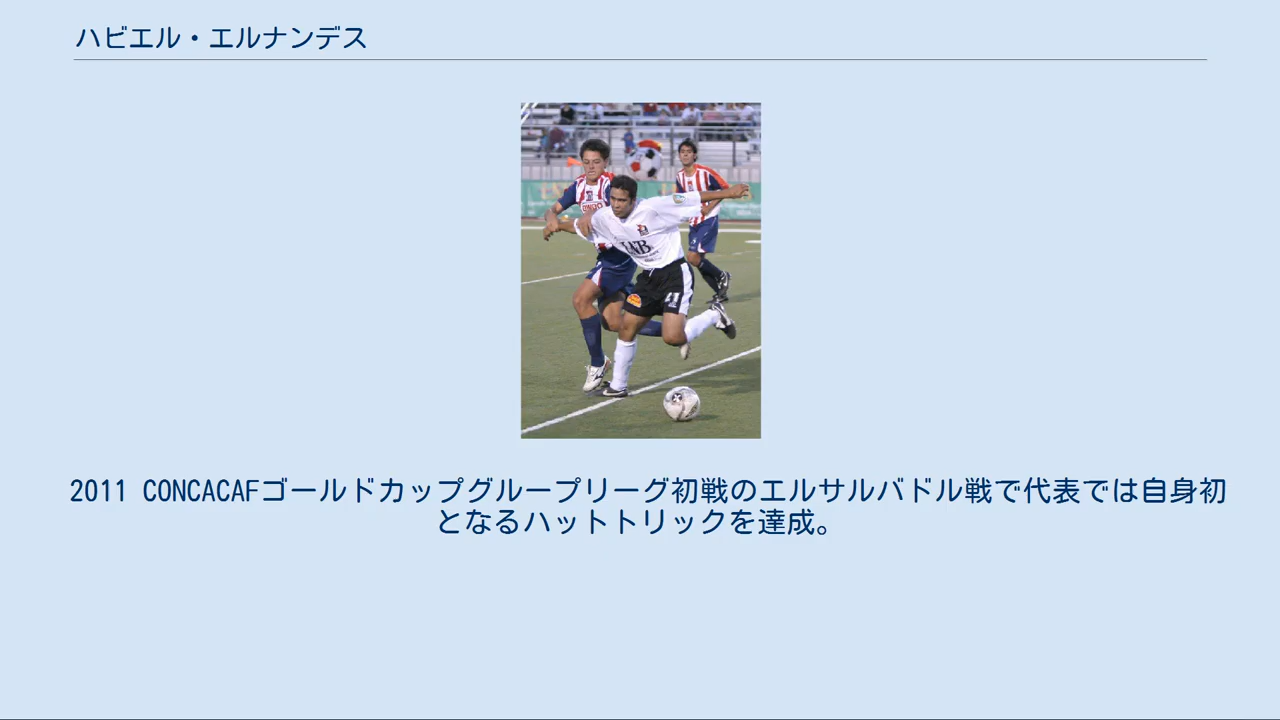 ハビエル・エルナンデス
2011 CONCACAFゴールドカップグループリーグ初戦のエルサルバドル戦で代表では自身初
となるハットトリックを達成。